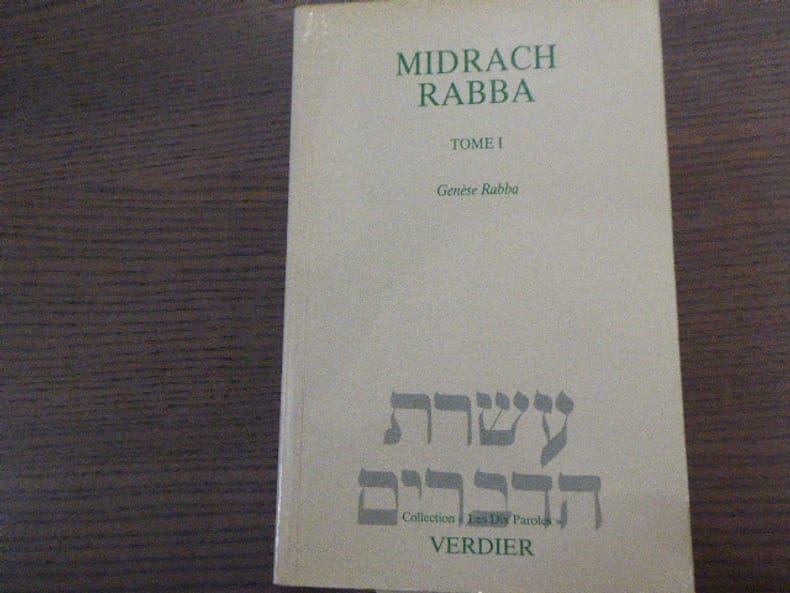 MIDRACH
RABBA
TOME I
Genèse Rabba
עשרת
הדברים
Collection « Les Dix Paroles »
VERDIER